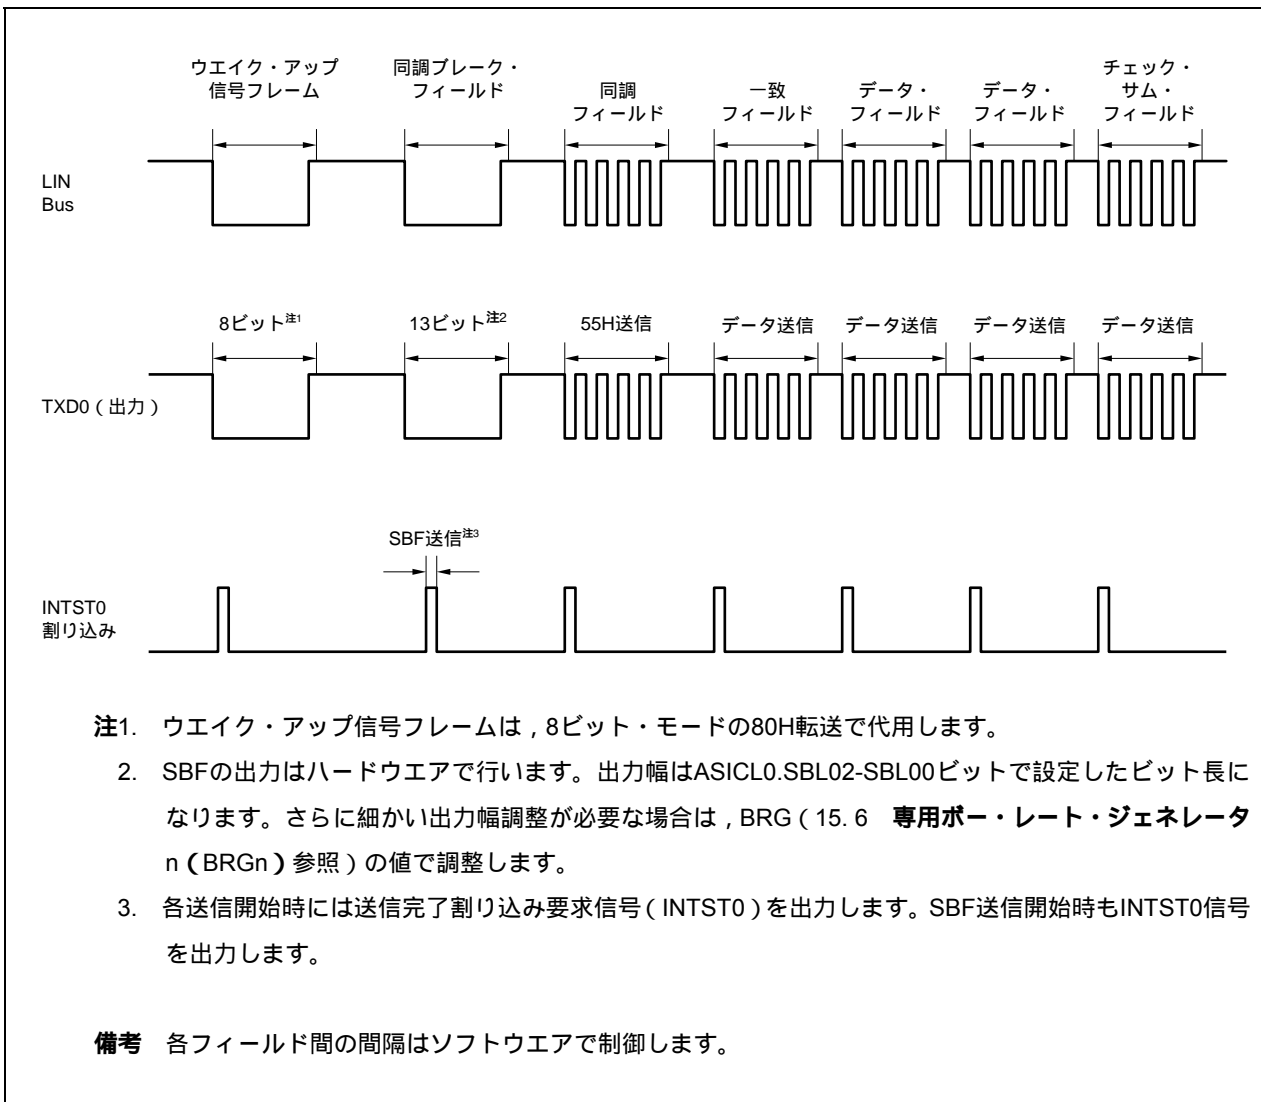 ウエイク・アップ
信号フレーム
同調ブレーク・
フィールド
同調
フィールド
一致
フィールド
データ・
フィールド
データ・
フィールド
チェック・
サム・
フィールド
LIN
Bus
8ビット注1
13ビット注2
55H送信
データ送信
データ送信
データ送信
データ送信
TXD0(出力)
SBF送信注3
INTST0
割り込み
注1. ウエイク・アップ信号フレームは,8ビット・モードの80H転送で代用します。
2. SBFの出力はハードウエアで行います。出力幅はASICL0.SBL02-SBL00ビットで設定したビット長に
なります。さらに細かい出力幅調整が必要な場合は,BRG(15. 6 専用ボー・レート・ジェネレータ
n(BRGn)参照)の値で調整します。
3. 各送信開始時には送信完了割り込み要求信号(INTST0)を出力します。SBF送信開始時もINTST0信号
を出力します。
備考 各フィールド間の間隔はソフトウエアで制御します。